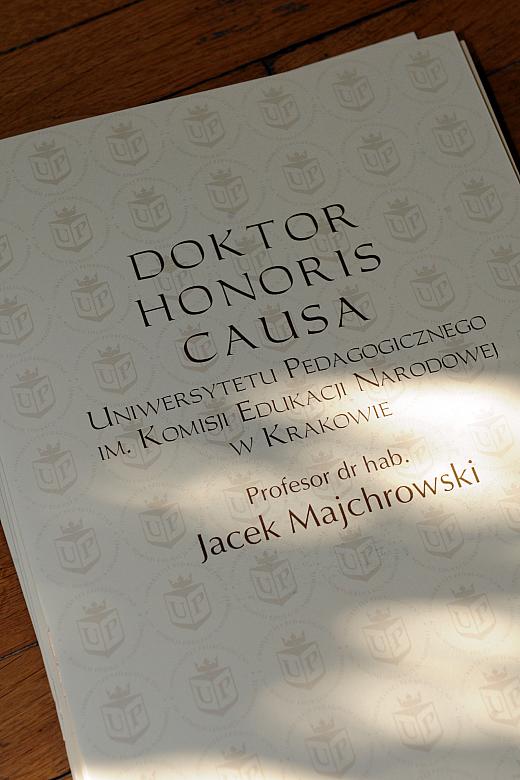 DOKTOR
HONORIS
CAUSA
UNIWERSYTETU PEDAGOGICZNEGO
IM. KOMISJI EDUKACJI NARODOWEJ
W KRAKOWIE
Profesor dr hab.
Jacek Majchrowski